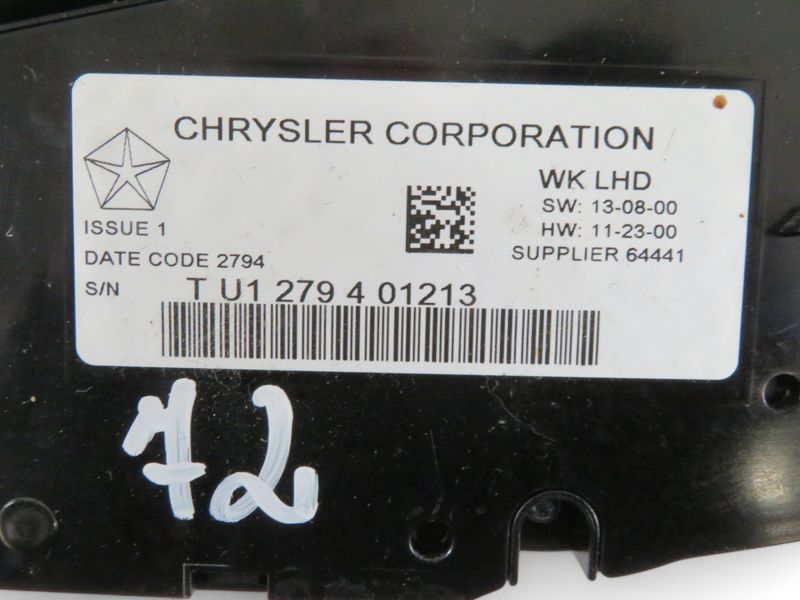 CHRYSLER CORPORATION
WK LHD
SW: 13-08-00
HW: 11-23-00
SUPPLIER 64441
ISSUE 1
DATE CODE 2794
S/N T U1 279 4 01213
72